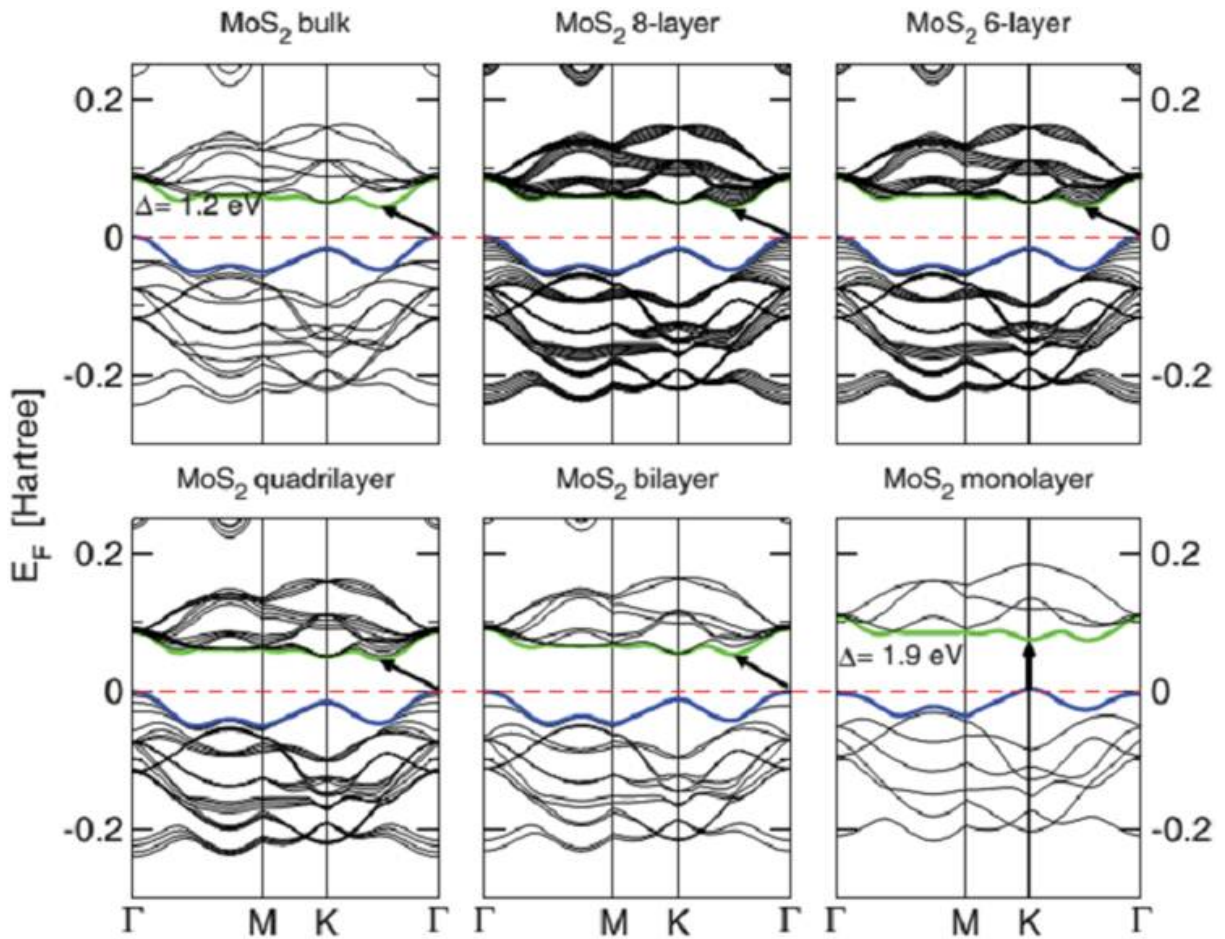 MoS₂ bulk
MoS₂ 8-layer
MoS₂ 6-layer
0.2
0.2
Δ= 1.2 eV
0
0
-0.2
-0.2
E_F [Hartree]
MoS₂ quadrilayer
MoS₂ bilayer
MoS₂ monolayer
0.2
0.2
Δ= 1.9 eV
0
0
-0.2
-0.2
Γ M K Γ Γ M K Γ Γ M K Γ